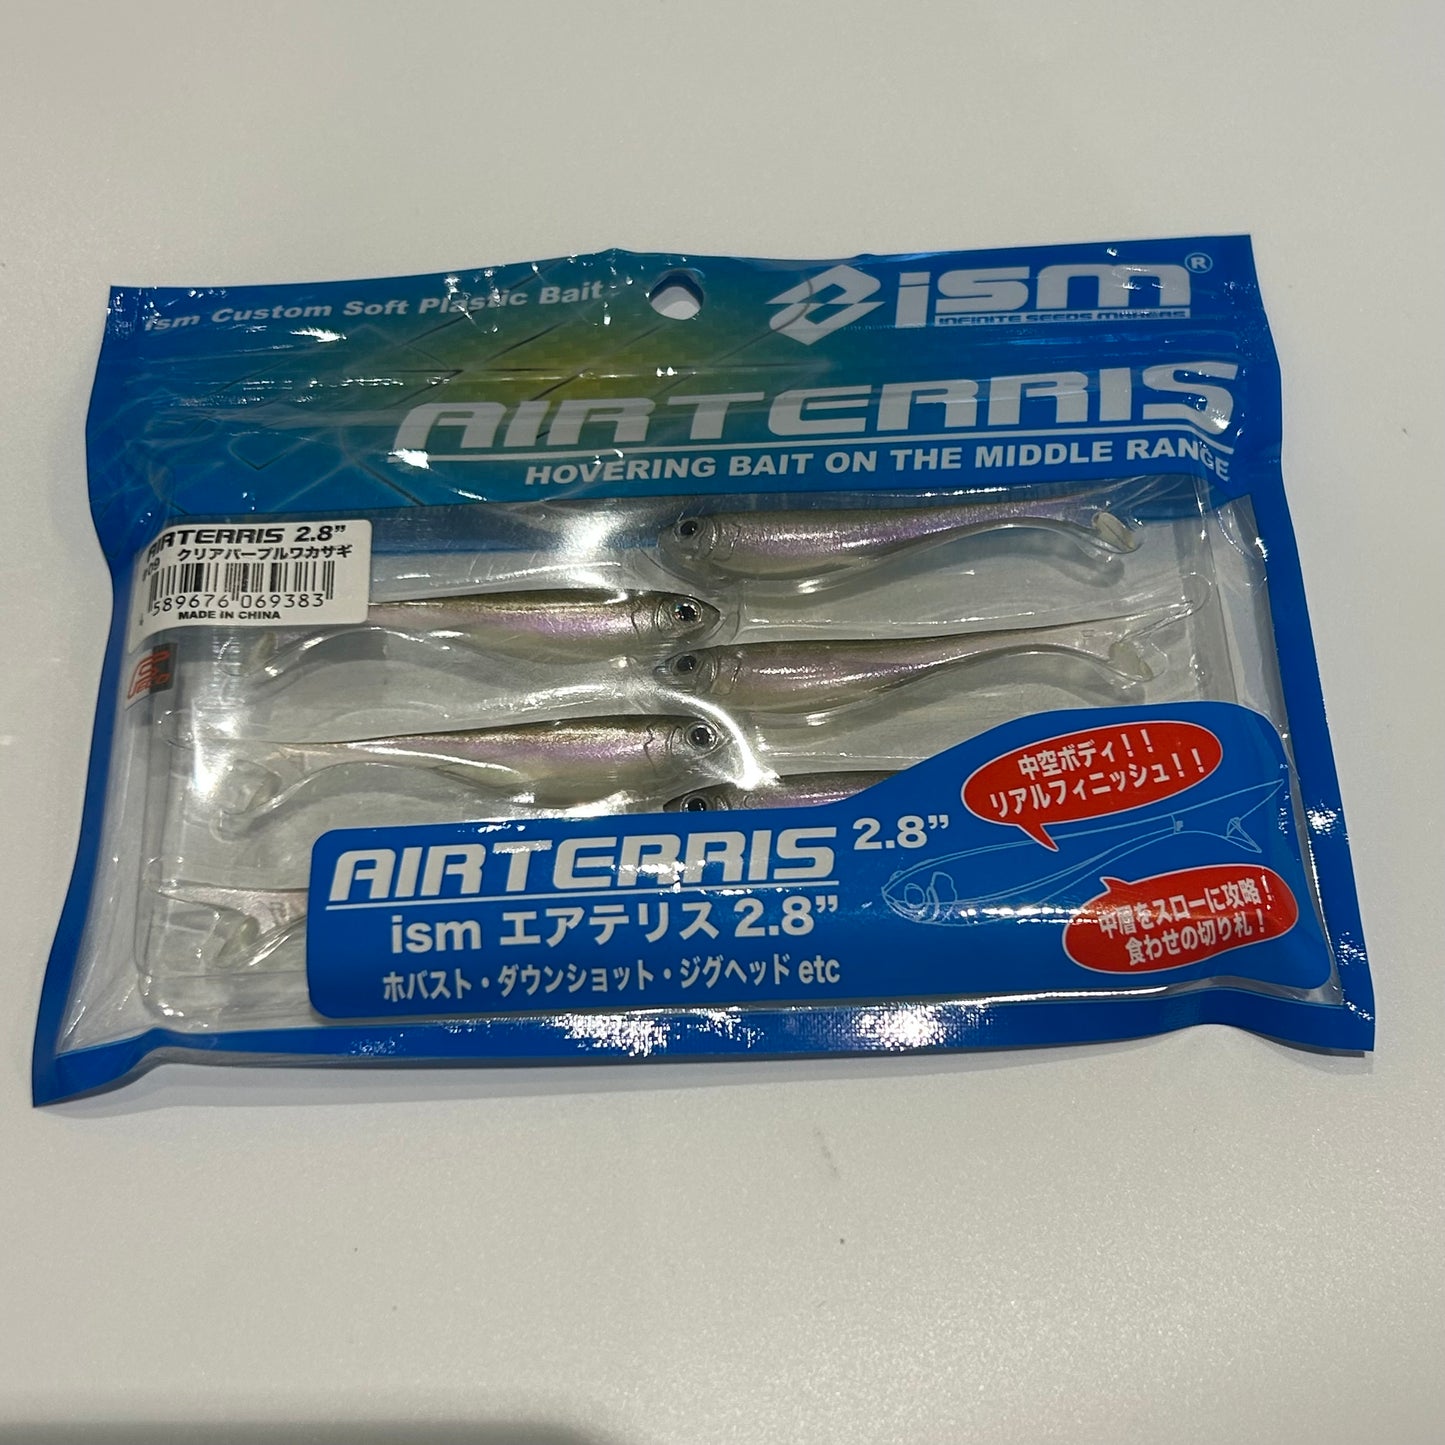 ism Custom Soft Plastic Bait
ism®
INFINITE SEEDS MAKERS
AIRTERRIS
HOVERING BAIT ON THE MIDDLE RANGE
AIRTERRIS 2.8”
クリアパープルワカサギ
#09
4 589676 069383
MADE IN CHINA
中空ボディ！！
リアルフィニッシュ！！
AIRTERRIS 2.8”
ism エアテリス 2.8”
ホバスト・ダウンショット・ジグヘッド etc
中層をスローに攻略！
食わせの切り札！